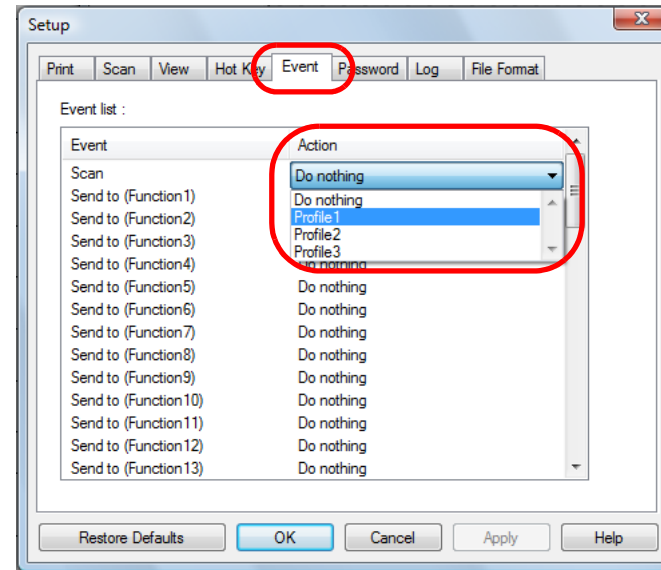 Setup
Print Scan View Hot Key Event Password Log File Format
Event list :
Event Action
Scan Do nothing
Send to (Function1) Do nothing
Send to (Function2) Profile1
Send to (Function3) Profile2
Profile3
Send to (Function4) Do nothing
Send to (Function5) Do nothing
Send to (Function6) Do nothing
Send to (Function7) Do nothing
Send to (Function8) Do nothing
Send to (Function9) Do nothing
Send to (Function10) Do nothing
Send to (Function11) Do nothing
Send to (Function12) Do nothing
Send to (Function13) Do nothing
Restore Defaults OK Cancel Apply Help